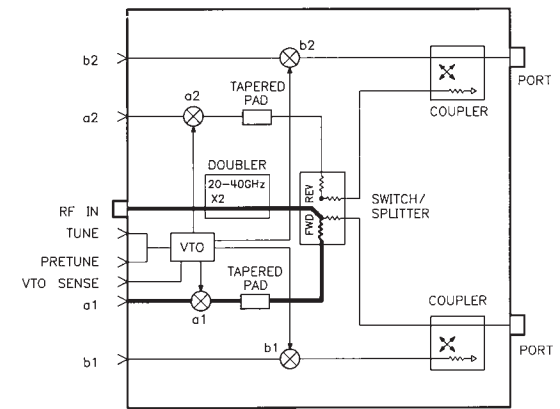 b2
b2
PORT
COUPLER
TAPERED
PAD
a2
a2
DOUBLER
20-40GHz
X2
REV
SWITCH/
SPLITTER
RF IN
FWD
TUNE
VTO
PRETUNE
VTO SENSE
TAPERED
PAD
COUPLER
a1
a1
b1
PORT
b1